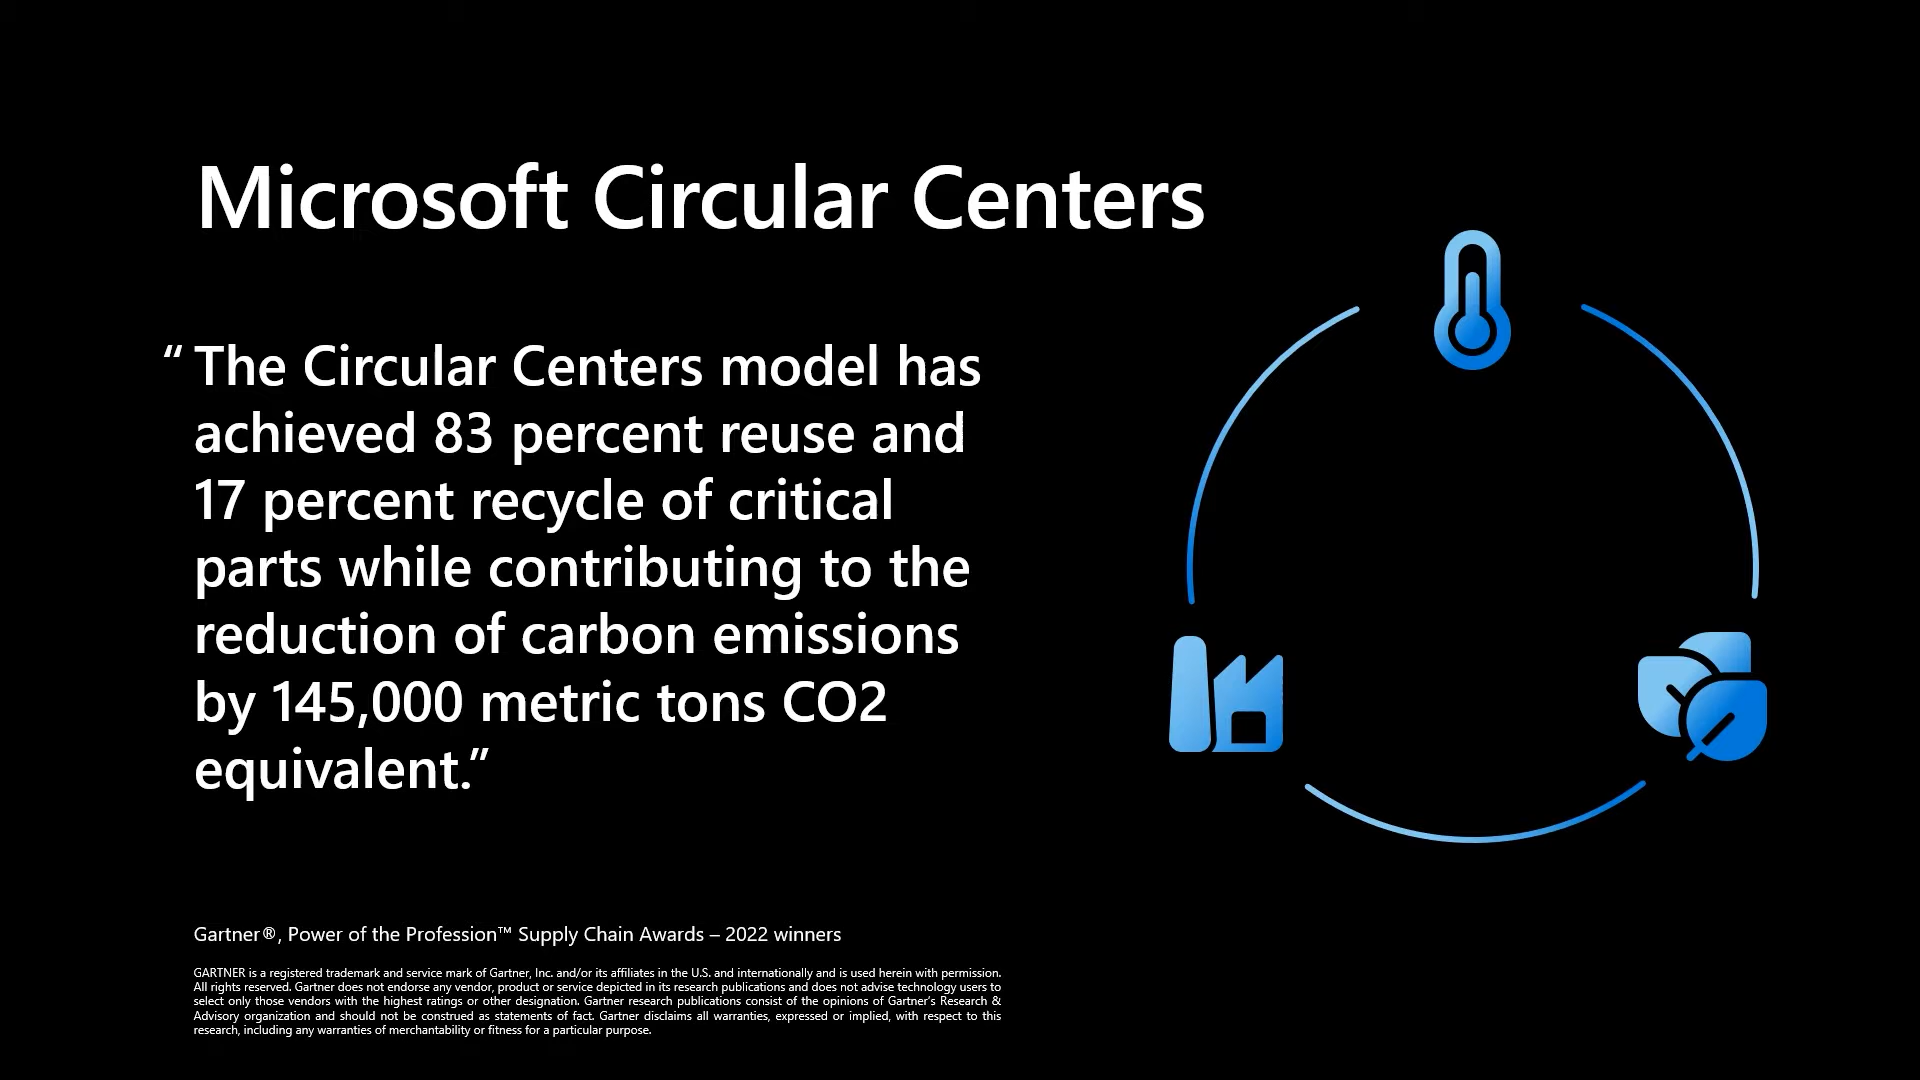 Microsoft Circular Centers
“The Circular Centers model has
achieved 83 percent reuse and
17 percent recycle of critical
parts while contributing to the
reduction of carbon emissions
by 145,000 metric tons CO2
equivalent.”
Gartner®, Power of the Profession™ Supply Chain Awards – 2022 winners
GARTNER is a registered trademark and service mark of Gartner, Inc. and/or its affiliates in the U.S. and internationally and is used herein with permission.
All rights reserved. Gartner does not endorse any vendor, product or service depicted in its research publications and does not advise technology users to
select only those vendors with the highest ratings or other designation. Gartner research publications consist of the opinions of Gartner’s Research &
Advisory organization and should not be construed as statements of fact. Gartner disclaims all warranties, expressed or implied, with respect to this
research, including any warranties of merchantability or fitness for a particular purpose.